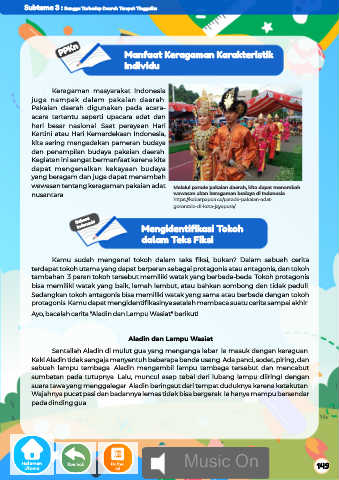 Subtema 3 : Bangga Terhadap Daerah Tempat Tinggalku
PPKn
Manfaat Keragaman Karakteristik
Individu
Keragaman masyarakat Indonesia
juga nampak dalam pakaian daerah.
Pakaian daerah digunakan pada acara-
acara tertentu seperti upacara adat dan
hari besar nasional. Saat perayaan Hari
Kartini atau Hari Kemerdekaan Indonesia,
kita sering mengadakan pameran budaya
dan penampilan budaya pakaian daerah.
Kegiatan ini sangat bermanfaat karena kita
dapat mengenalkan kekayaan budaya
yang beragam dan juga dapat menambah
wawasan tentang keragaman pakaian adat
nusantara
Melalui parade pakaian daerah, kita dapat menambah
wawasan akan keragaman budaya di Indonesia
Bahasa
Indonesia
Mengidentifikasi Tokoh
dalam Teks Fiksi
Kamu sudah mengenal tokoh dalam teks fiksi, bukan? Dalam sebuah cerita
terdapat tokoh utama yang dapat berperan sebagai protagonis atau antagonis, dan tokoh
tambahan. 3 peran tokoh tersebut memiliki watak yang berbeda-beda. Tokoh protagonis
bisa memiliki watak yang baik, lemah lembut, atau bahkan sombong dan tidak peduli.
Sedangkan tokoh antagonis bisa memiliki watak yang sama atau berbeda dengan tokoh
protagonis. Kamu dapat mengidentifikasinya setelah membaca suatu cerita sampai akhir.
Ayo, bacalah cerita "Aladin dan Lampu Wasiat" berikut!
Aladin dan Lampu Wasiat
Sentailah Aladin di mulut gua yang menganga lebar. Ia masuk dengan keraguan.
Kaki Aladin tidak sengaja menyentuh beberapa benda usang. Ada panci, sodet, piring, dan
sebuah lampu tembaga. Aladin mengambil lampu tembaga tersebut dan mencabut
sumbatan pada tutupnya. Lalu, muncul asap tebal dari lubang lampu diiringi dengan
suara tawa yang menggelegar. Aladin beringsut dari tempat duduknya karena ketakutan.
Wajahnya pucat pasi dan badannya lemas tidak bisa bergerak. Ia hanya mampu bersandar
pada dinding gua.
Halaman
Utama
Kembali
Music On
149